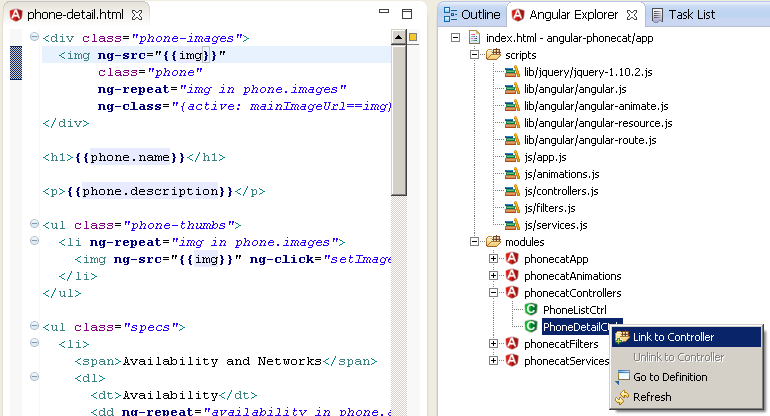 phone-detail.html
<div class="phone-images">
<img ng-src="{{img}}"
class="phone"
ng-repeat="img in phone.images"
ng-class="{active: mainImageUrl==img}
</div>
<h1>{{phone.name}}</h1>
<p>{{phone.description}}</p>
<ul class="phone-thumbs">
<li ng-repeat="img in phone.images">
<img ng-src="{{img}}" ng-click="setImage
</li>
</ul>
<ul class="specs">
<li>
<span>Availability and Networks</span>
<dl>
<dt>Availability</dt>
<dd ng-repeat="availability in phone.a
Outline
Angular Explorer
Task List
index.html - angular-phonecat/app
scripts
lib/jquery/jquery-1.10.2.js
lib/angular/angular.js
lib/angular/angular-animate.js
lib/angular/angular-resource.js
lib/angular/angular-route.js
js/app.js
js/animations.js
js/controllers.js
js/filters.js
js/services.js
modules
phonecatApp
phonecatAnimations
phonecatControllers
PhoneListCtrl
PhoneDetailCtrl
phonecatFilters
phonecatServices
Link to Controller
Unlink to Controller
Go to Definition
Refresh